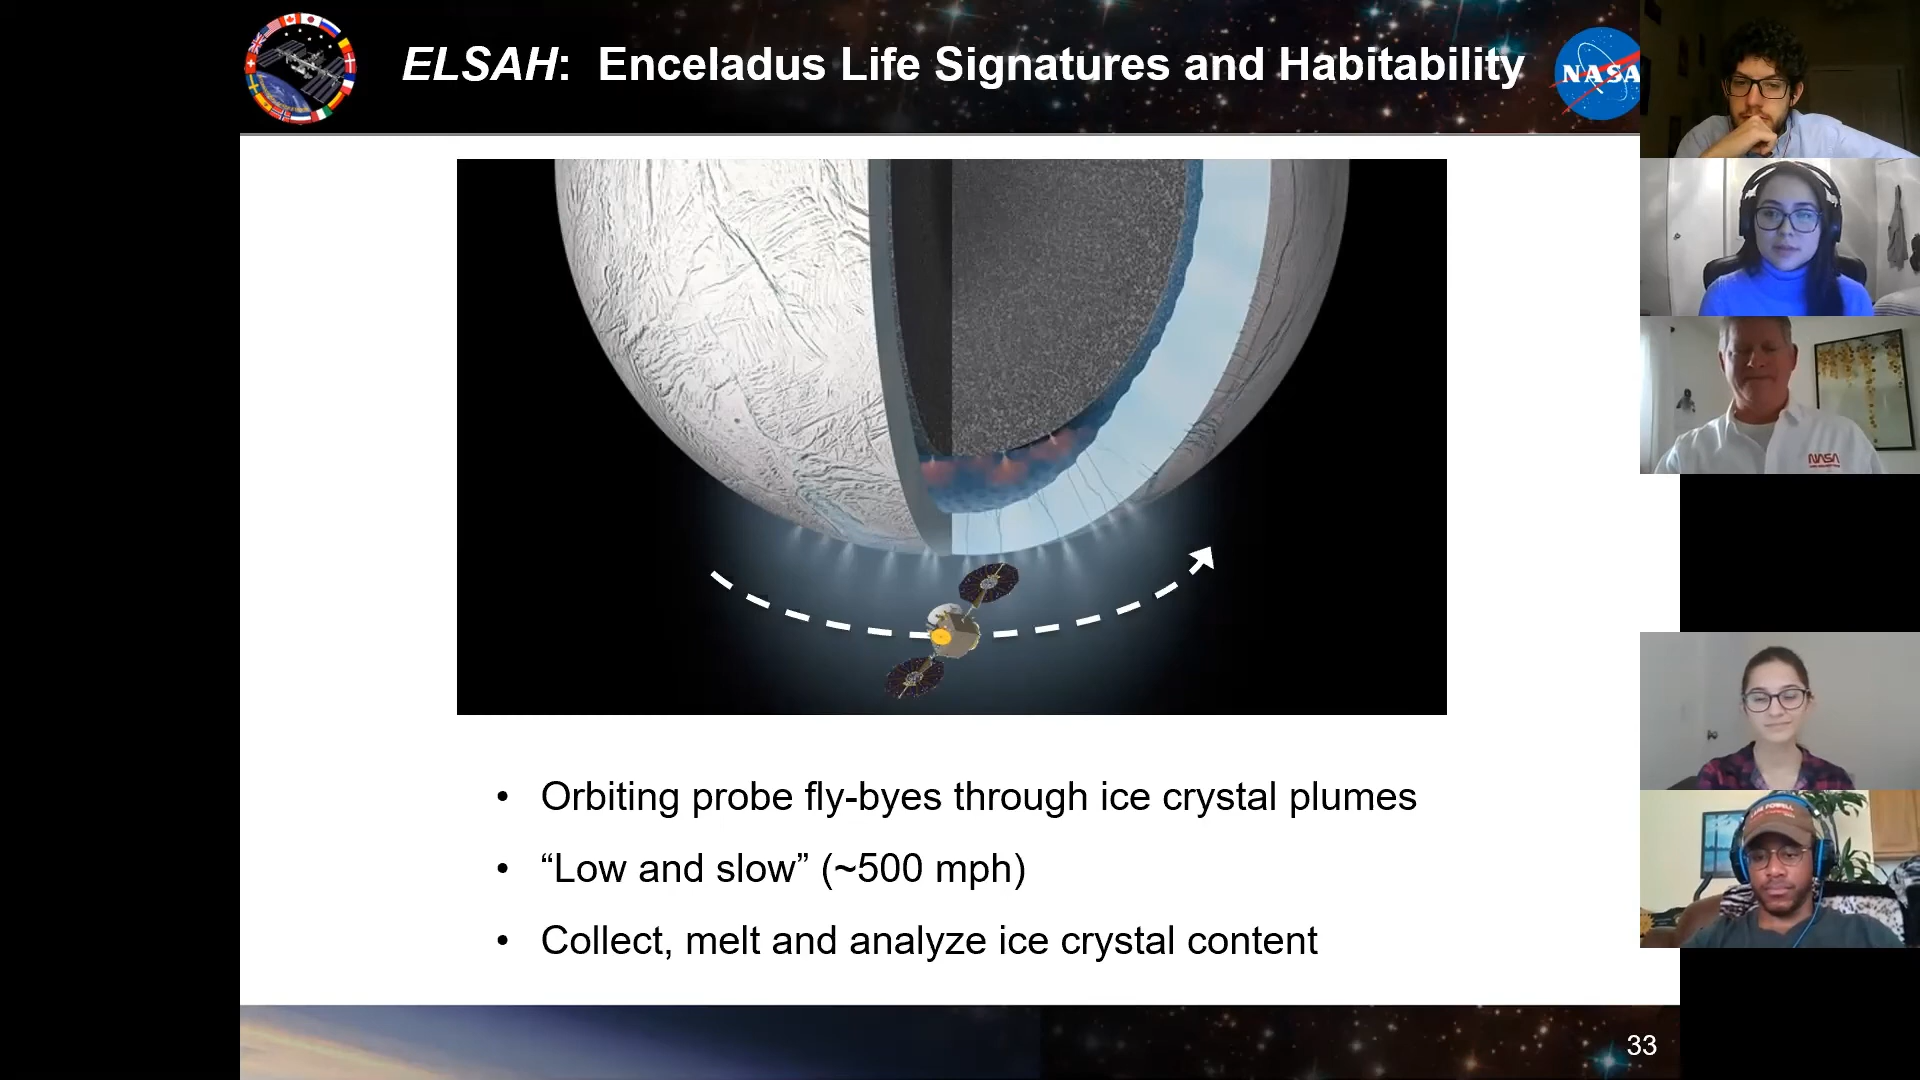 ELSAH: Enceladus Life Signatures and Habitability
NASA
NASA
• Orbiting probe fly-byes through ice crystal plumes
• “Low and slow” (~500 mph)
• Collect, melt and analyze ice crystal content
33